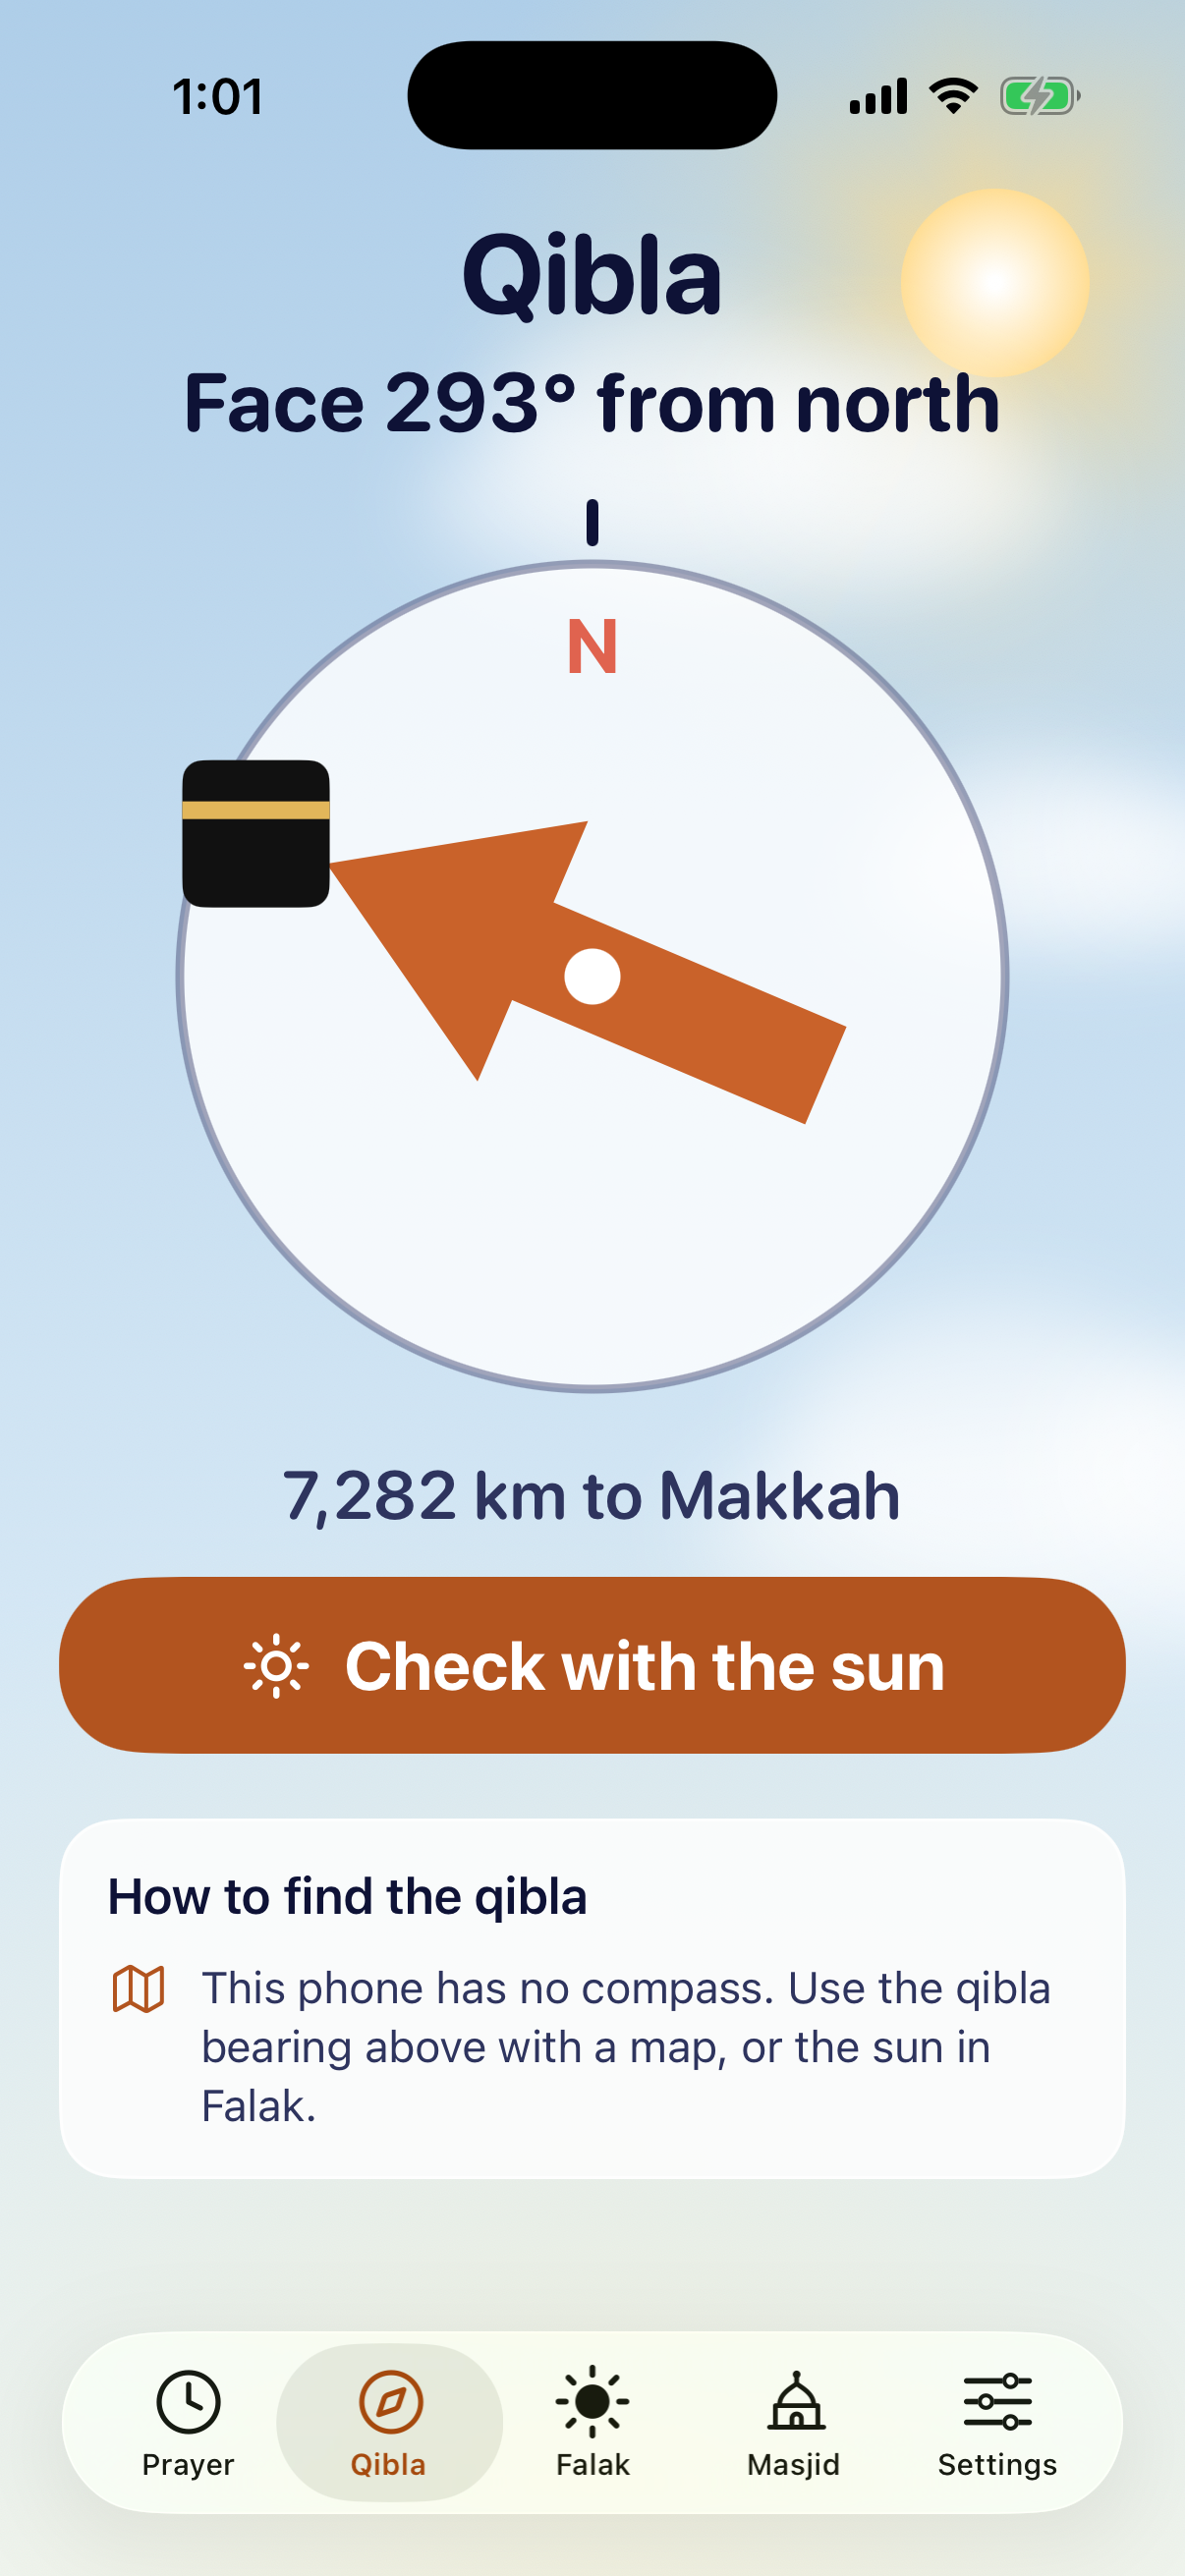 1:01
Qibla
Face 293° from north
N
7,282 km to Makkah
Check with the sun
How to find the qibla
This phone has no compass. Use the qibla
bearing above with a map, or the sun in
Falak.
Prayer
Qibla
Falak
Masjid
Settings